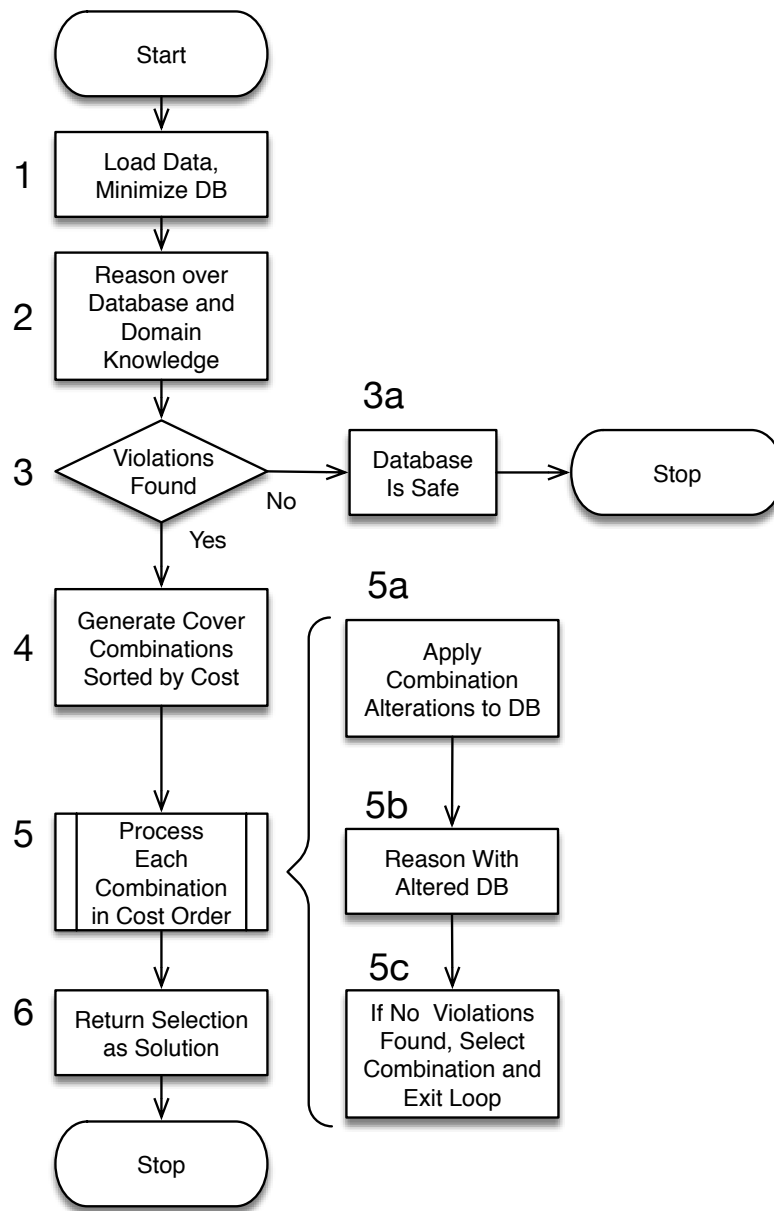 Start
1
Load Data,
Minimize DB
2
Reason over
Database and
Domain
Knowledge
3
Violations
Found
No
Yes
3a
Database
Is Safe
Stop
4
Generate Cover
Combinations
Sorted by Cost
5
Process
Each
Combination
in Cost Order
5a
Apply
Combination
Alterations to DB
5b
Reason With
Altered DB
5c
If No  Violations
Found, Select
Combination and
Exit Loop
6
Return Selection
as Solution
Stop